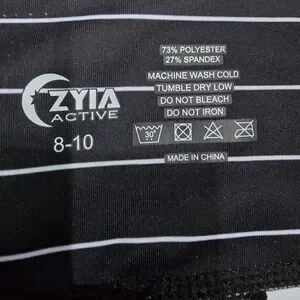 73% POLYESTER
27% SPANDEX
MACHINE WASH COLD
TUMBLE DRY LOW
DO NOT BLEACH
DO NOT IRON
30°
MADE IN CHINA
ZYIA
ACTIVE
8-10